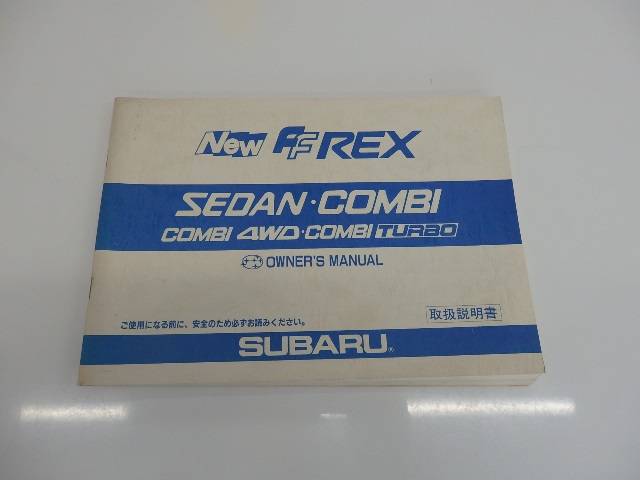 New FF REX
SEDAN・COMBI
COMBI 4WD・COMBI TURBO
OWNER'S MANUAL
取扱説明書
ご使用になる前に、安全のため必ずお読みください。
SUBARU®